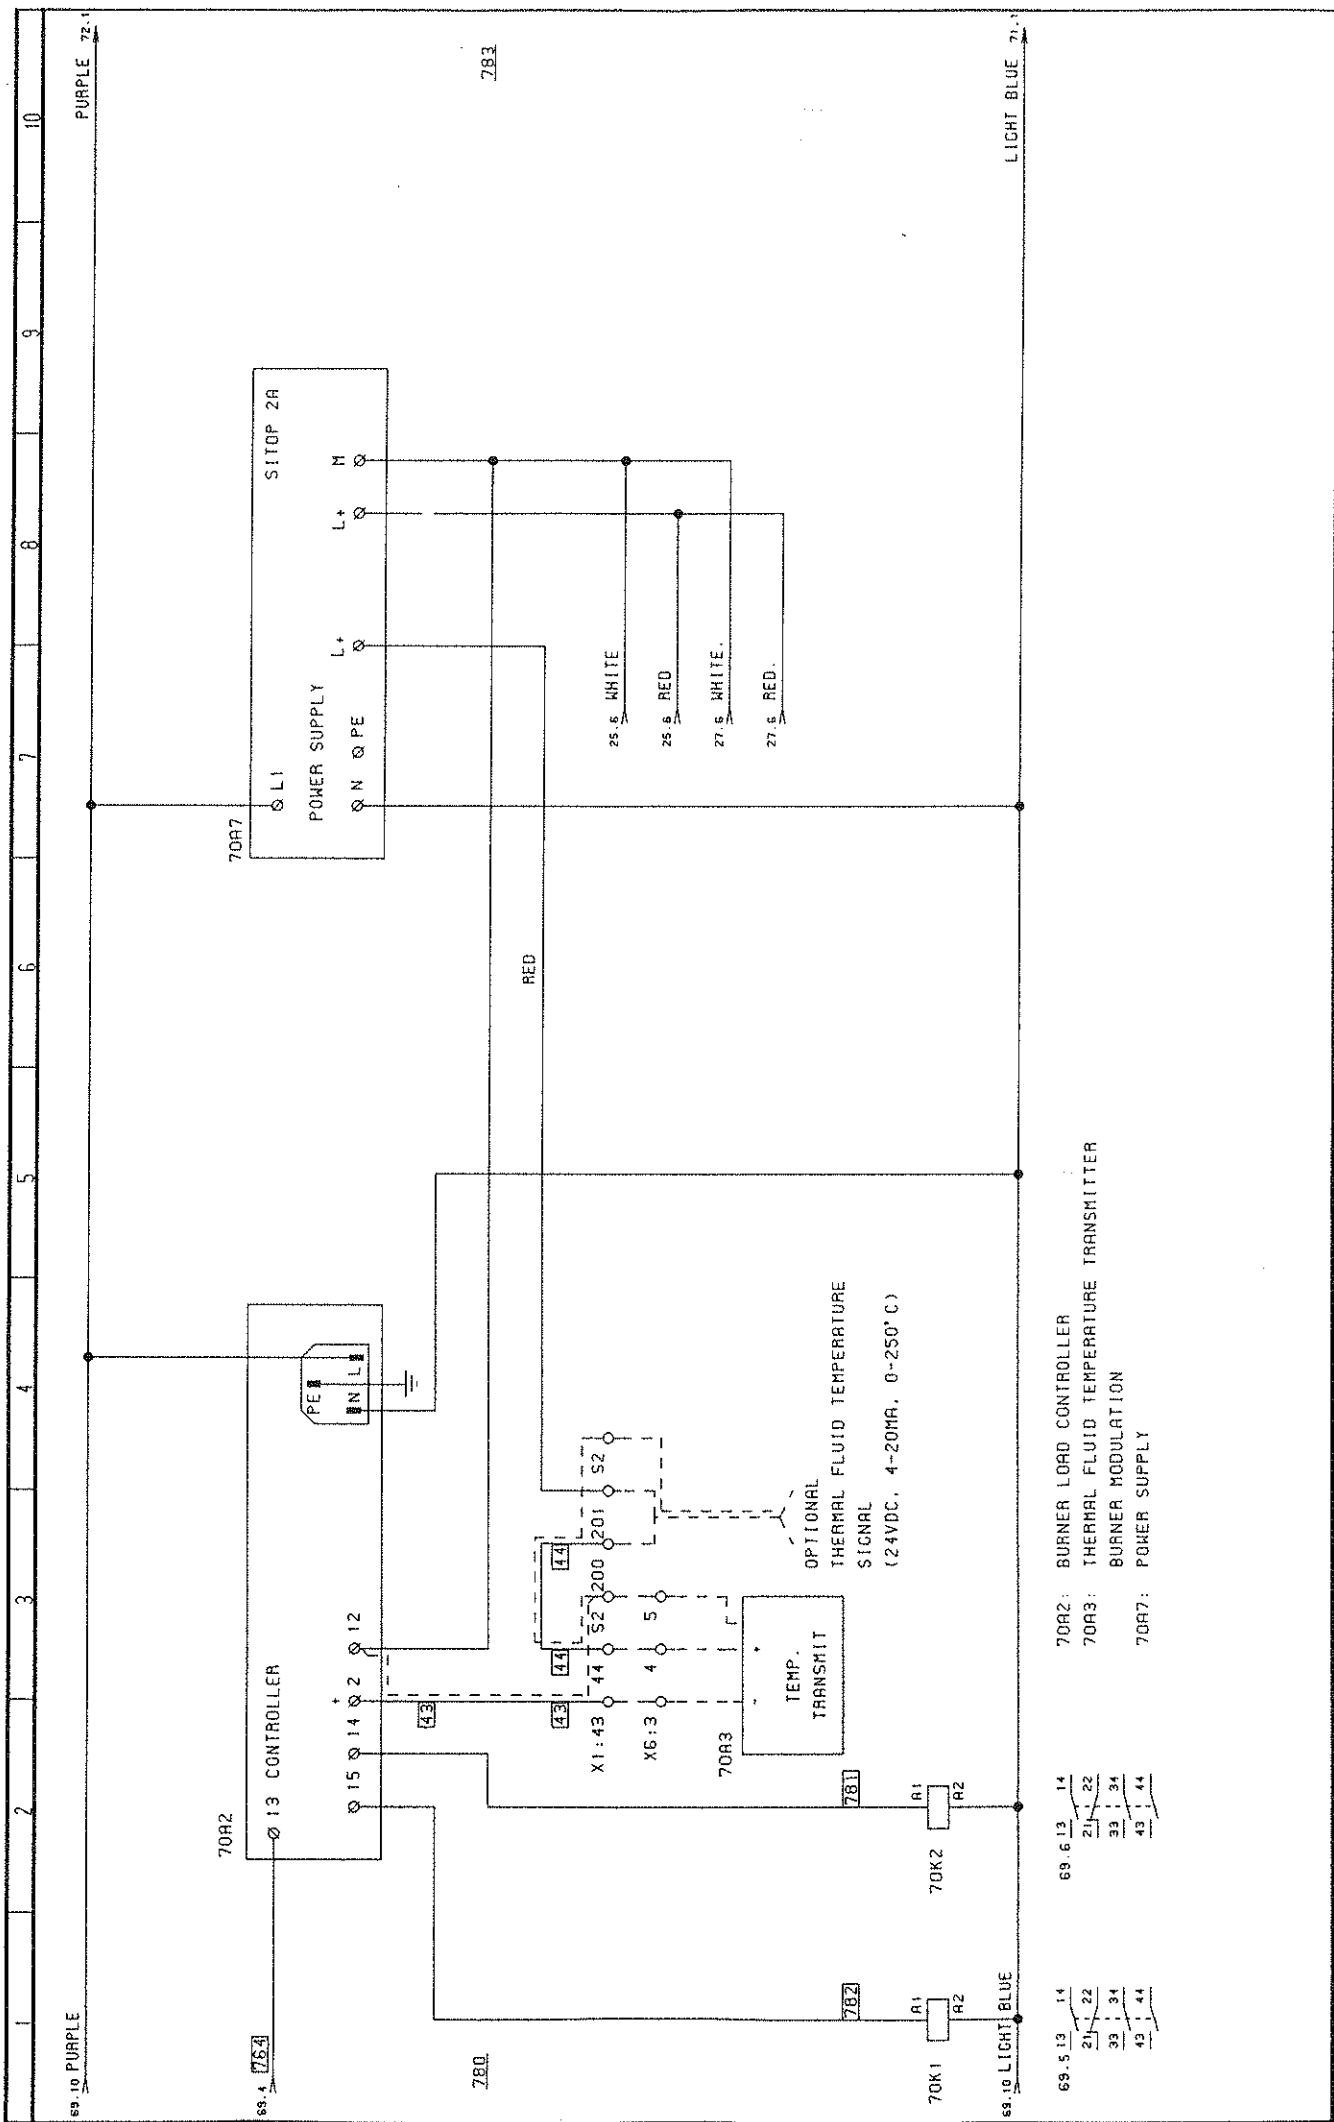 1 2 3 4 5 6 7 8 9 10
69.10 PURPLE
PURPLE 72.1
69.4 764
70A2
13 CONTROLLER
15 14 2 12
+
PE
N L
70A7
L1
SITOP 2A
POWER SUPPLY
N PE L+ L+ M
780
783
43
RED
43 44 44
X1:43 44 S2 200 201 S2
X6:3 4 5
25.6 WHITE
25.6 RED
27.6 WHITE.
27.6 RED.
70A3
- +
TEMP.
TRANSMIT
OPTIONAL
THERMAL FLUID TEMPERATURE
SIGNAL
(24VDC, 4-20MA, 0-250°C)
782
781
A1
70K1
A2
A1
70K2
A2
69.10 LIGHT BLUE
LIGHT BLUE 71.1
69.5 13 14
21 22
33 34
43 44
69.6 13 14
21 22
33 34
43 44
70A2: BURNER LOAD CONTROLLER
70A3: THERMAL FLUID TEMPERATURE TRANSMITTER
BURNER MODULATION
70A7: POWER SUPPLY